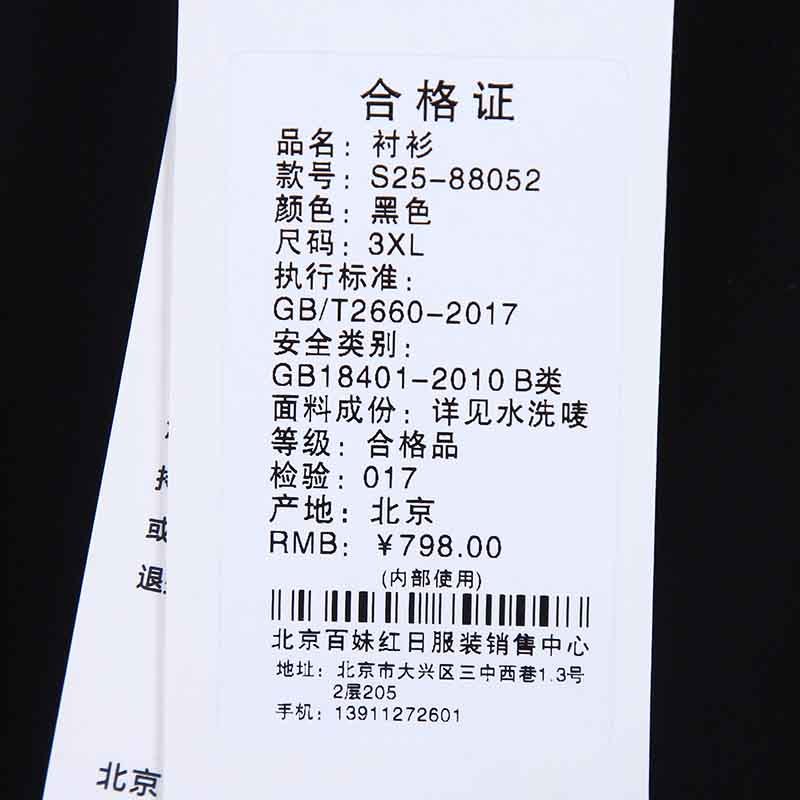 合格证
品名：衬衫
款号：S25-88052
颜色：黑色
尺码：3XL
执行标准：
GB/T2660-2017
安全类别：
GB18401-2010 B类
面料成份：详见水洗唛
等级：合格品
检验：017
产地：北京
RMB：￥798.00
(内部使用)
北京百妹红日服装销售中心
地址：北京市大兴区三中西巷1.3号
2层205
手机：13911272601
或
退
北京